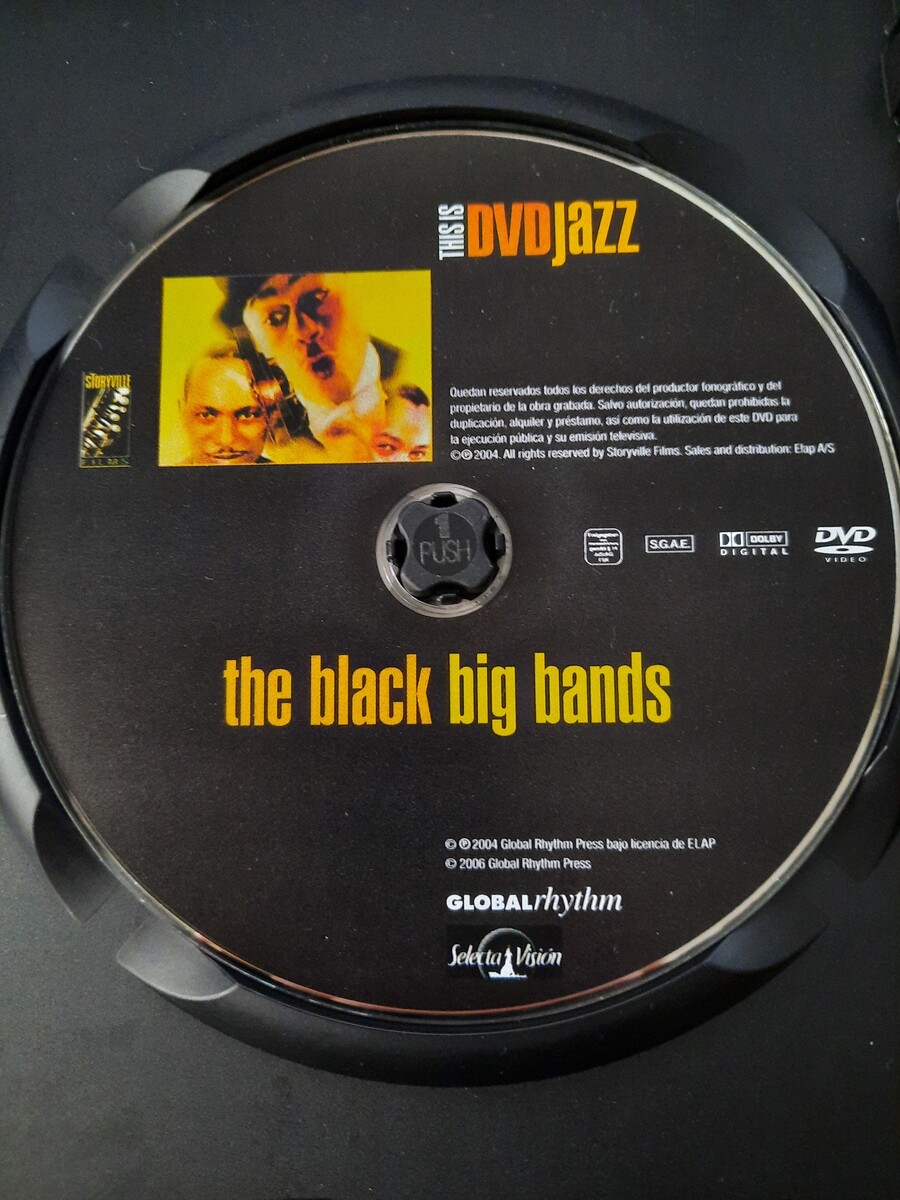 THIS IS DVD JAZZ
STORYVILLE
FILMS
Quedan reservados todos los derechos del productor fonográfico y del
propietario de la obra grabada. Salvo autorización, quedan prohibidas la
duplicación, alquiler y préstamo, así como la utilización de este DVD para
la ejecución pública y su emisión televisiva.
©℗2004. All rights reserved by Storyville Films. Sales and distribution: Elap A/S
PUSH
S.G.A.E.
DOLBY
DIGITAL
DVD
VIDEO
the black big bands
© ℗ 2004 Global Rhythm Press bajo licencia de ELAP
© 2006 Global Rhythm Press
GLOBALrhythm
Selecta Visión